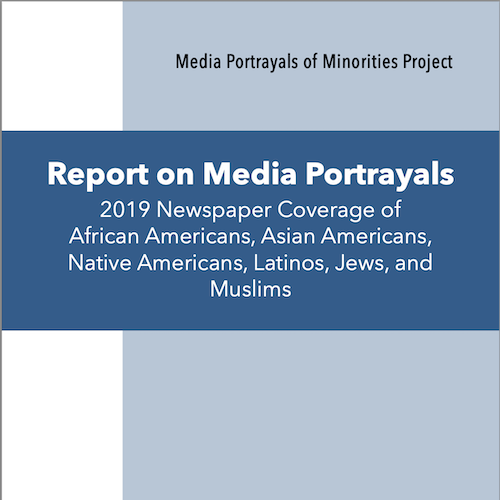 Media Portrayals of Minorities Project
Report on Media Portrayals
2019 Newspaper Coverage of
African Americans, Asian Americans,
Native Americans, Latinos, Jews, and
Muslims